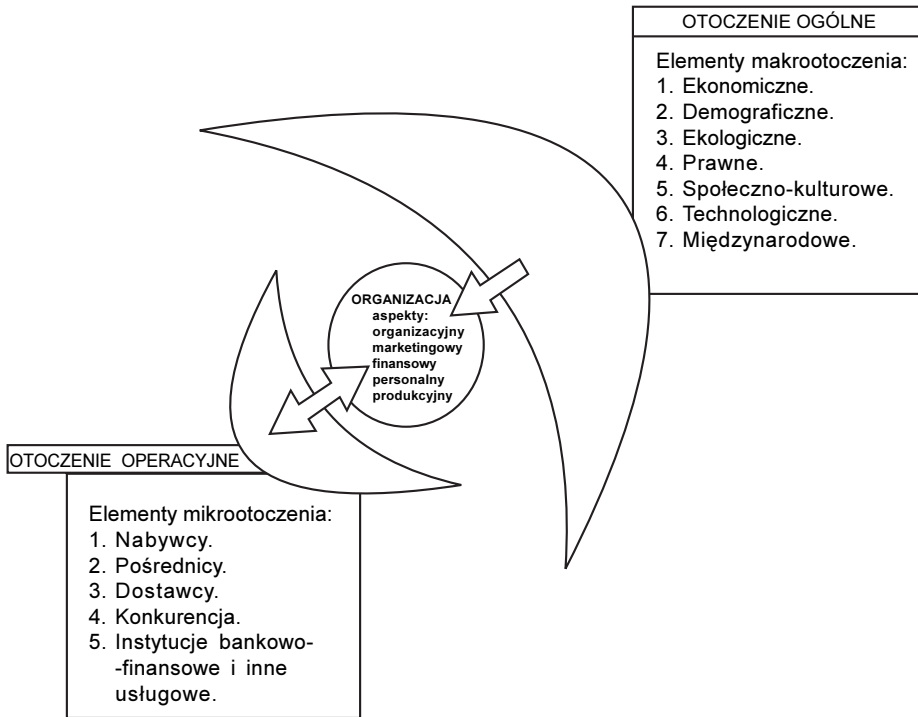 OTOCZENIE OGÓLNE
Elementy makrootoczenia:
1. Ekonomiczne.
2. Demograficzne.
3. Ekologiczne.
4. Prawne.
5. Społeczno-kulturowe.
6. Technologiczne.
7. Międzynarodowe.
ORGANIZACJA
aspekty:
organizacyjny
marketingowy
finansowy
personalny
produkcyjny
OTOCZENIE OPERACYJNE
Elementy mikrootoczenia:
1. Nabywcy.
2. Pośrednicy.
3. Dostawcy.
4. Konkurencja.
5. Instytucje bankowo-
-finansowe i inne
usługowe.